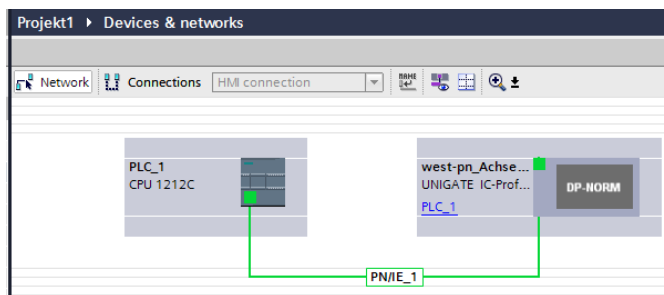 Projekt1 ▸ Devices & networks
Network Connections HMI connection
PLC_1
CPU 1212C
west-pn_Achse...
UNIGATE IC-Prof...
PLC_1
DP-NORM
PN/IE_1